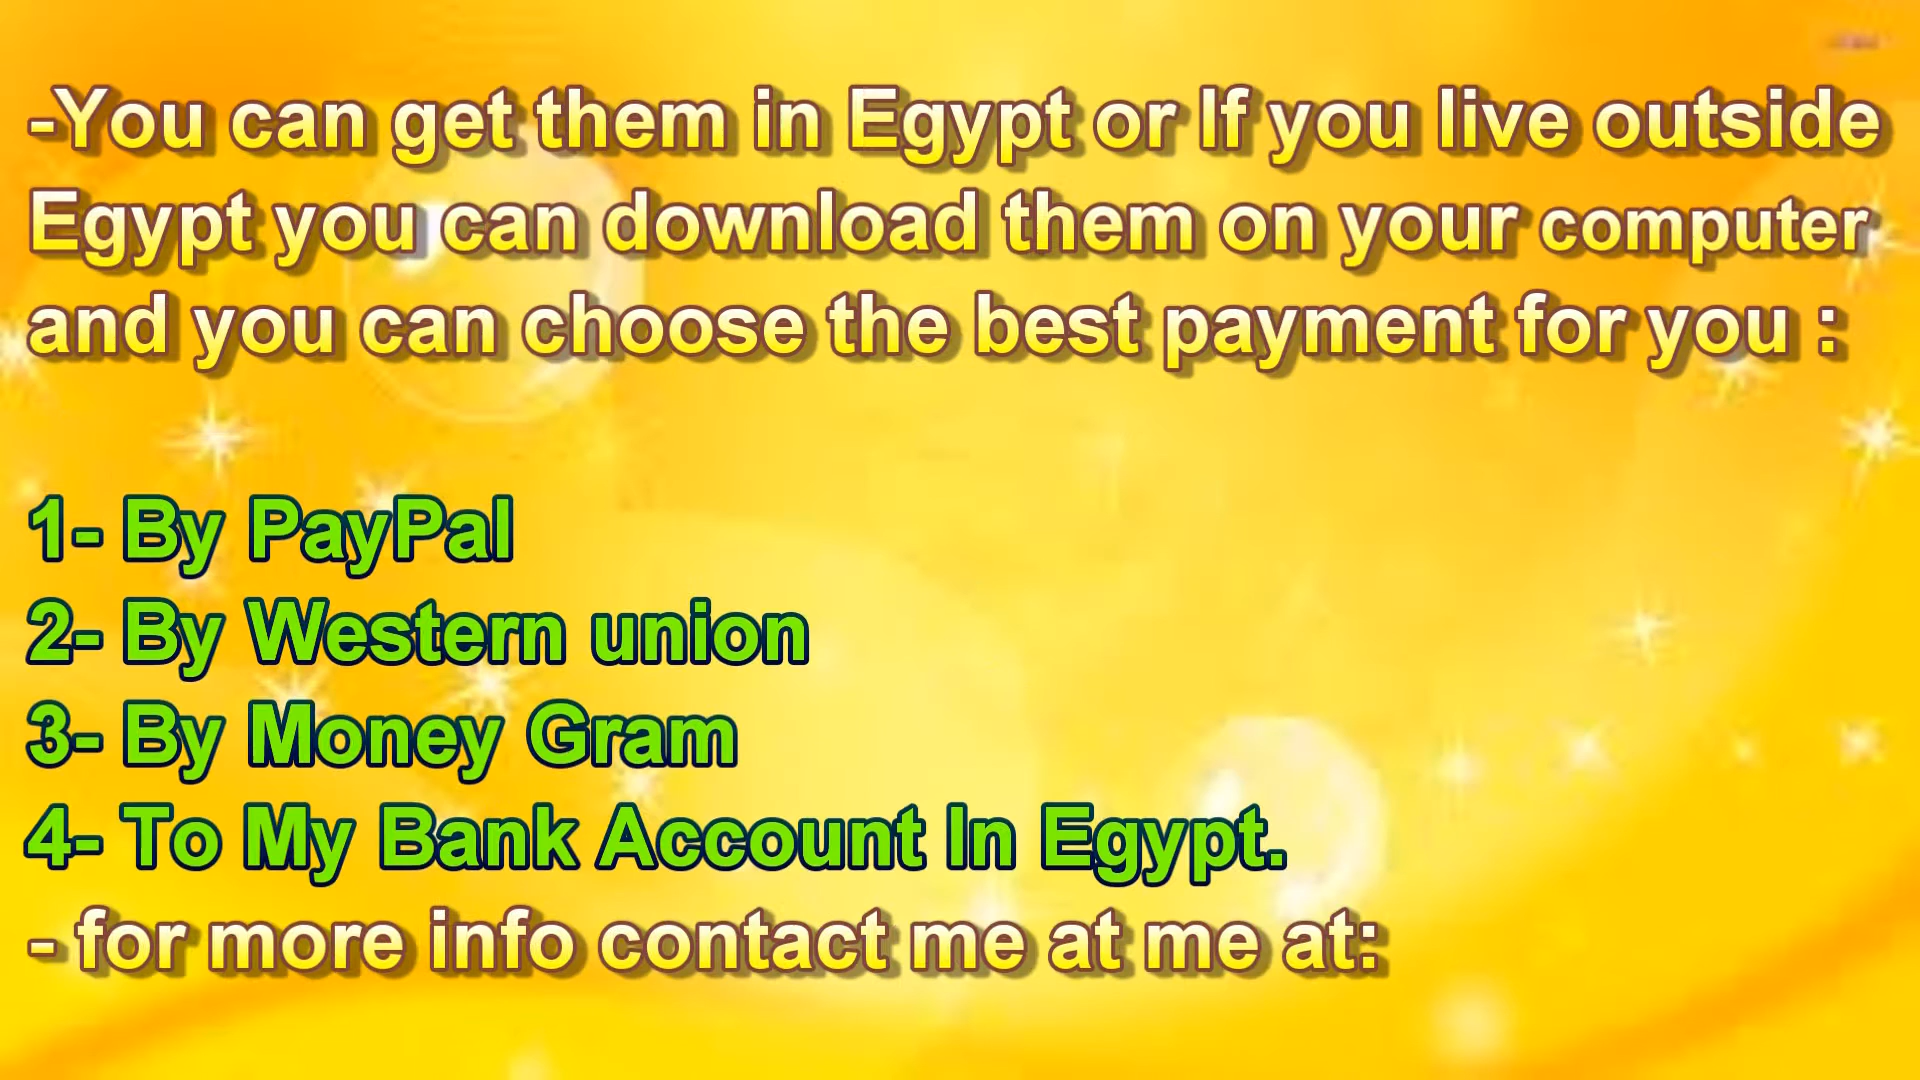 -You can get them in Egypt or If you live outside
Egypt you can download them on your computer
and you can choose the best payment for you :
1- By PayPal
2- By Western union
3- By Money Gram
4- To My Bank Account In Egypt.
- for more info contact me at me at: